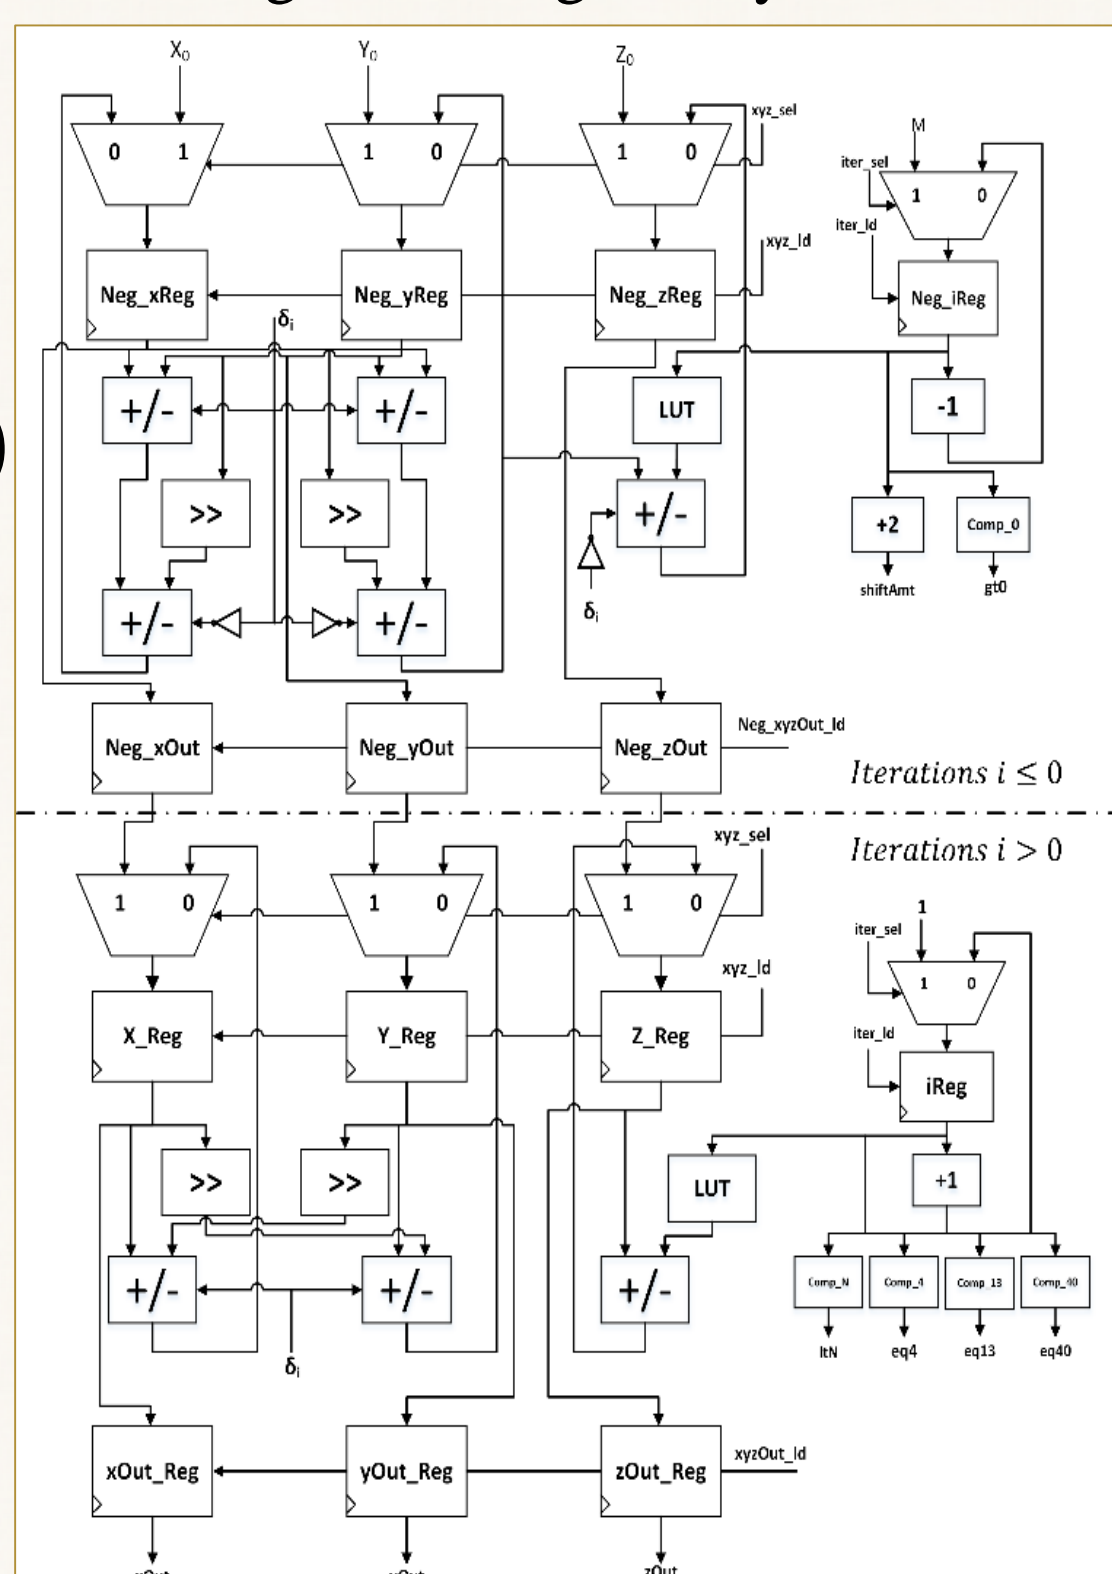 X₀ Y₀ Z₀
xyz_sel
M
0 1 1 0 1 0
iter_sel
1 0
iter_ld
xyz_ld
Neg_xReg Neg_yReg Neg_zReg Neg_iReg
δᵢ
+/- +/- LUT -1
>> >> +/- +2 Comp_0
shiftAmt gt0
δᵢ
+/- +/-
Neg_xyzOut_ld
Neg_xOut Neg_yOut Neg_zOut
Iterations i ≤ 0
xyz_sel
Iterations i > 0
1 0 1 0 1 0
1
iter_sel
xyz_ld
1 0
iter_ld
X_Reg Y_Reg Z_Reg
iReg
>> >> LUT +1
+/- +/- +/- Comp_N Comp_4 Comp_13 Comp_40
ltN eq4 eq13 eq40
δᵢ
xyzOut_ld
xOut_Reg yOut_Reg zOut_Reg
zOut